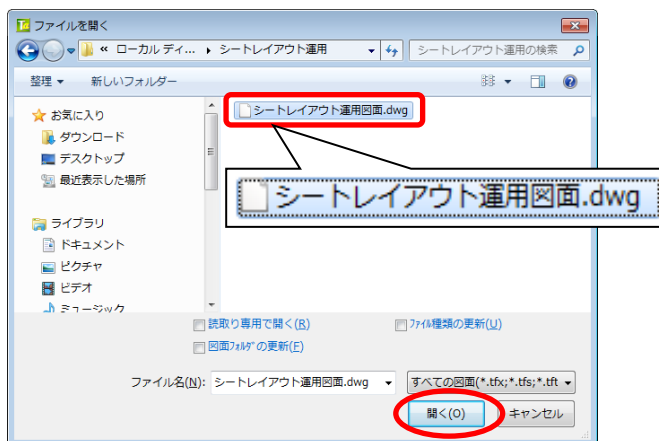 ファイルを開く
« ローカル ディ... ▸ シートレイアウト運用
シートレイアウト運用の検索
整理 ▼ 新しいフォルダー
お気に入り
ダウンロード
デスクトップ
最近表示した場所
ライブラリ
ドキュメント
ピクチャ
ビデオ
ミュージック
シートレイアウト運用図面.dwg
シートレイアウト運用図面.dwg
読取り専用で開く(R)
ﾌｧｲﾙ種類の更新(U)
図面ﾌｫﾙﾀﾞの更新(F)
ファイル名(N): シートレイアウト運用図面.dwg
すべての図面(*.tfx;*.tfs;*.tft
開く(O)
キャンセル